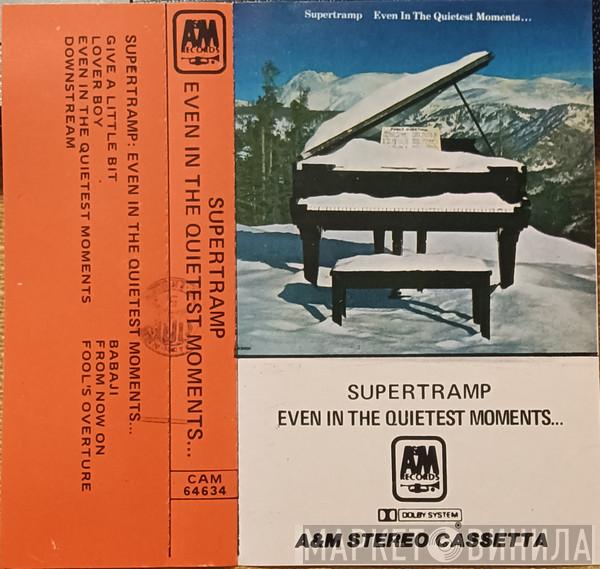 A&M
RECORDS
SUPERTRAMP: EVEN IN THE QUIETEST MOMENTS...
GIVE A LITTLE BIT
LOVER BOY
EVEN IN THE QUIETEST MOMENTS
DOWNSTREAM
BABAJI
FROM NOW ON
FOOL'S OVERTURE
SUPERTRAMP
EVEN IN THE QUIETEST MOMENTS...
CAM
64634
Supertramp Even In The Quietest Moments...
SUPERTRAMP
EVEN IN THE QUIETEST MOMENTS...
A&M
RECORDS
DOLBY SYSTEM
®
A&M STEREO CASSETTA
МАРКЕТ ВИНИЛА